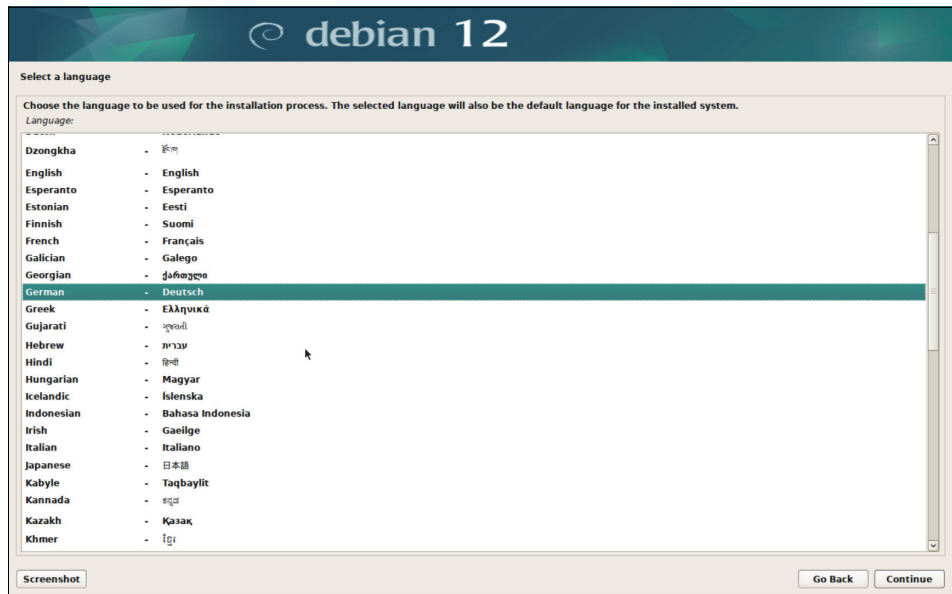 debian 12
Select a language
Choose the language to be used for the installation process. The selected language will also be the default language for the installed system.
Language:
Dzongkha - རྫོང་ཁ།
English - English
Esperanto - Esperanto
Estonian - Eesti
Finnish - Suomi
French - Français
Galician - Galego
Georgian - ქართული
German - Deutsch
Greek - Ελληνικά
Gujarati - ગુજરાતી
Hebrew - עברית
Hindi - हिन्दी
Hungarian - Magyar
Icelandic - Íslenska
Indonesian - Bahasa Indonesia
Irish - Gaeilge
Italian - Italiano
Japanese - 日本語
Kabyle - Taqbaylit
Kannada - ಕನ್ನಡ
Kazakh - Қазақ
Khmer - ខ្មែរ
Screenshot Go Back Continue